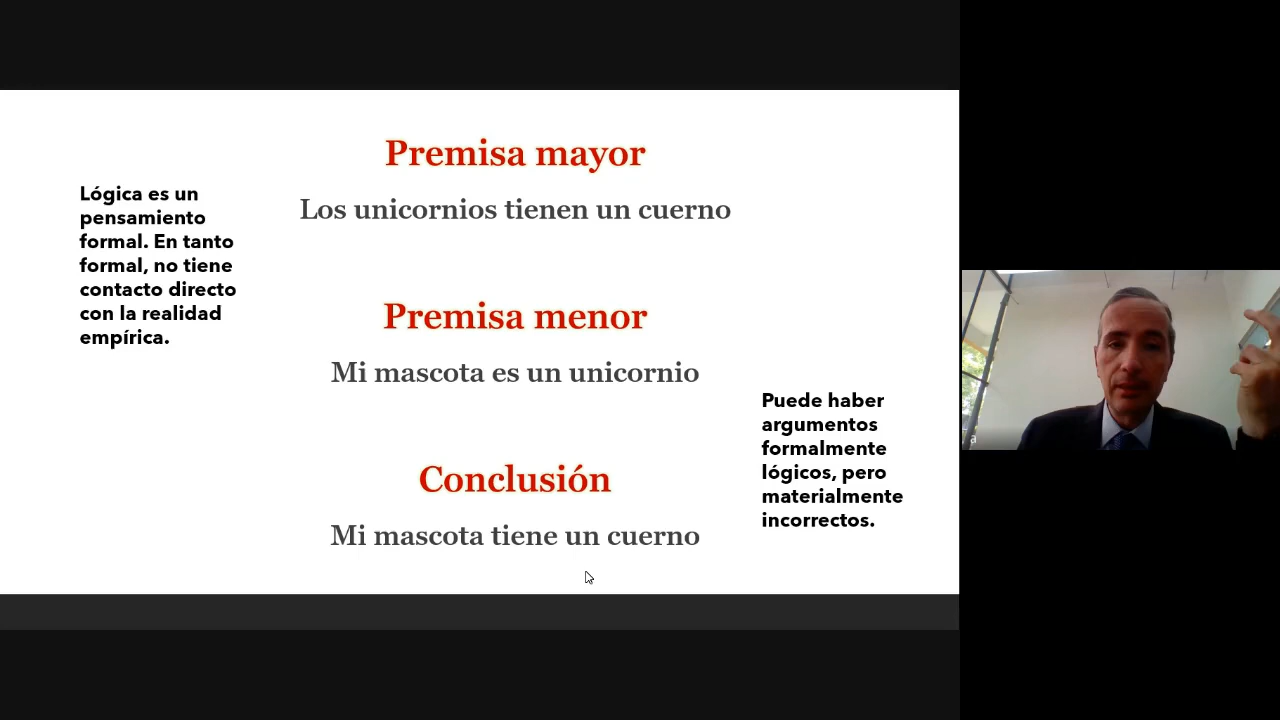 Premisa mayor
Los unicornios tienen un cuerno
Lógica es un
pensamiento
formal. En tanto
formal, no tiene
contacto directo
con la realidad
empírica.
Premisa menor
Mi mascota es un unicornio
Puede haber
argumentos
formalmente
lógicos, pero
materialmente
incorrectos.
Conclusión
Mi mascota tiene un cuerno